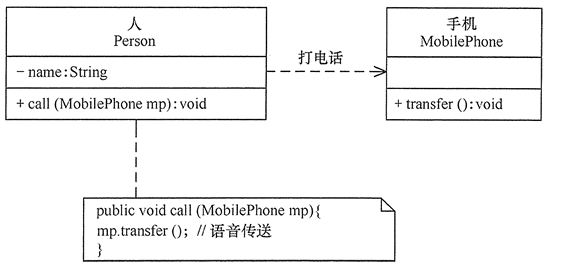 人
Person
- name:String
+ call (MobilePhone mp):void
打电话
手机
MobilePhone
+ transfer ():void
public void call (MobilePhone mp){
mp.transfer (); // 语音传送
}